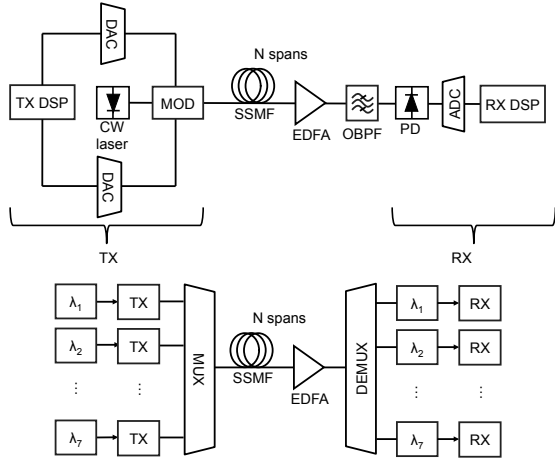 DAC
N spans
TX DSP
MOD
ADC
RX DSP
CW
laser
SSMF
EDFA
OBPF
PD
DAC
TX
RX
λ1
TX
N spans
λ1
RX
λ2
TX
MUX
SSMF
EDFA
DEMUX
λ2
RX
...
...
...
...
λ7
TX
λ7
RX